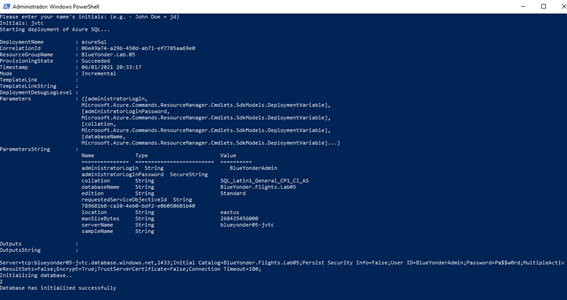 Administrador: Windows PowerShell
Please enter your name's initials: (e.g. - John Doe = jd)
Initials: jvtc
Starting deployment of Azure SQL...
DeploymentName : azureSql
CorrelationId : 06e49a74-a296-450d-ab71-ef7785aa69e0
ResourceGroupName : BlueYonder.Lab.05
ProvisioningState : Succeeded
Timestamp : 06/01/2021 20:33:17
Mode : Incremental
TemplateLink :
TemplateLinkString :
DeploymentDebugLogLevel :
Parameters : {[administratorLogin,
Microsoft.Azure.Commands.ResourceManager.Cmdlets.SdkModels.DeploymentVariable],
[administratorLoginPassword,
Microsoft.Azure.Commands.ResourceManager.Cmdlets.SdkModels.DeploymentVariable],
[collation,
Microsoft.Azure.Commands.ResourceManager.Cmdlets.SdkModels.DeploymentVariable],
[databaseName,
Microsoft.Azure.Commands.ResourceManager.Cmdlets.SdkModels.DeploymentVariable]...}
ParametersString :
Name Type Value
=============== ========================= ==========
administratorLogin String BlueYonderAdmin
administratorLoginPassword SecureString
collation String SQL_Latin1_General_CP1_CI_AS
databaseName String BlueYonder.Flights.Lab05
edition String Standard
requestedServiceObjectiveId String
789681b8-ca10-4eb0-bdf2-e0b050681b40
location String eastus
maxSizeBytes String 268435456000
serverName String blueyonder05-jvtc
sampleName String
Outputs :
OutputsString :
Server=tcp:blueyonder05-jvtc.database.windows.net,1433;Initial Catalog=BlueYonder.Flights.Lab05;Persist Security Info=False;User ID=BlueYonderAdmin;Password=Pa$$w0rd;MultipleActiv
eResultSets=False;Encrypt=True;TrustServerCertificate=False;Connection Timeout=180;
Initializing database..
2
Database has initialized successfully